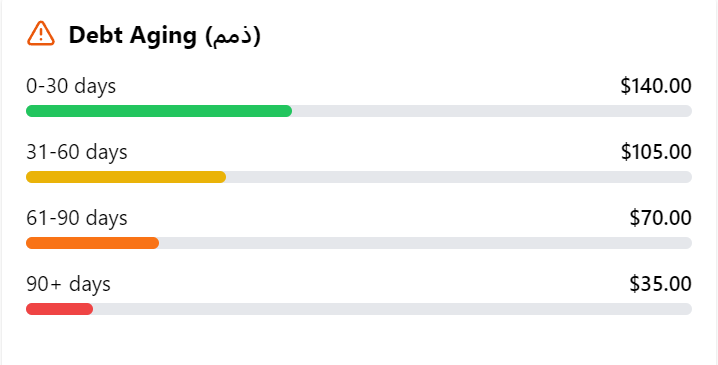 Debt Aging (ذمم)
0-30 days $140.00
31-60 days $105.00
61-90 days $70.00
90+ days $35.00